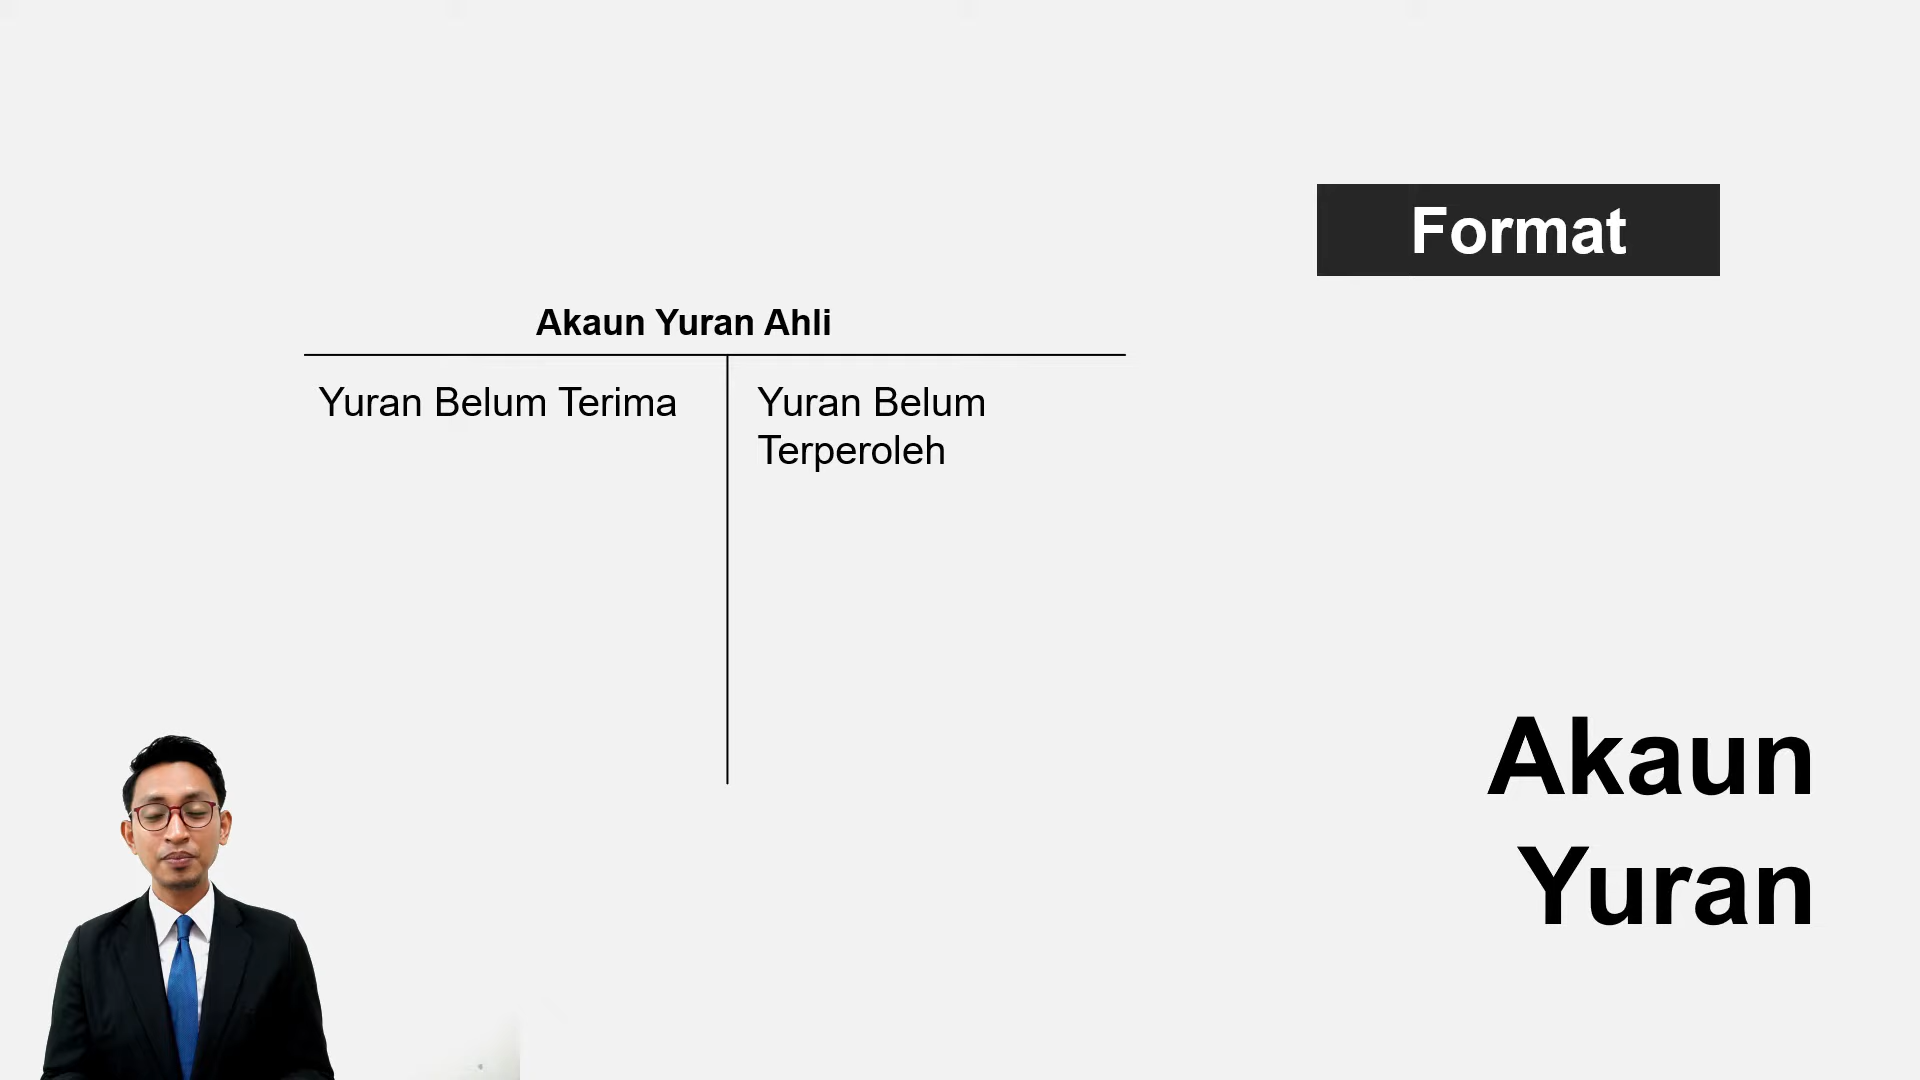 Format
Akaun Yuran Ahli
Yuran Belum Terima
Yuran Belum
Terperoleh
Akaun
Yuran